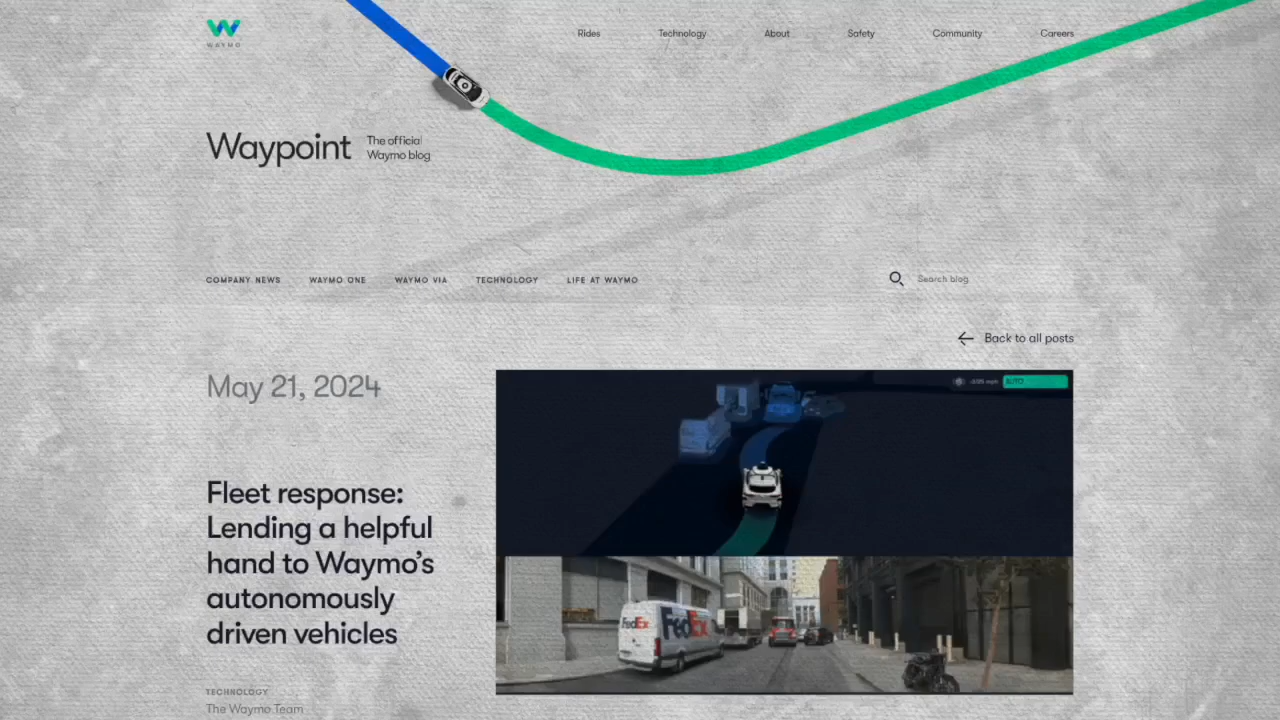 WAYMO
Rides
Technology
About
Safety
Community
Careers
Waypoint
The official
Waymo blog
COMPANY NEWS
WAYMO ONE
WAYMO VIA
TECHNOLOGY
LIFE AT WAYMO
Search blog
Back to all posts
May 21, 2024
AUTO
Fleet response:
Lending a helpful
hand to Waymo’s
autonomously
driven vehicles
FedEx
FedEx
TECHNOLOGY
The Waymo Team